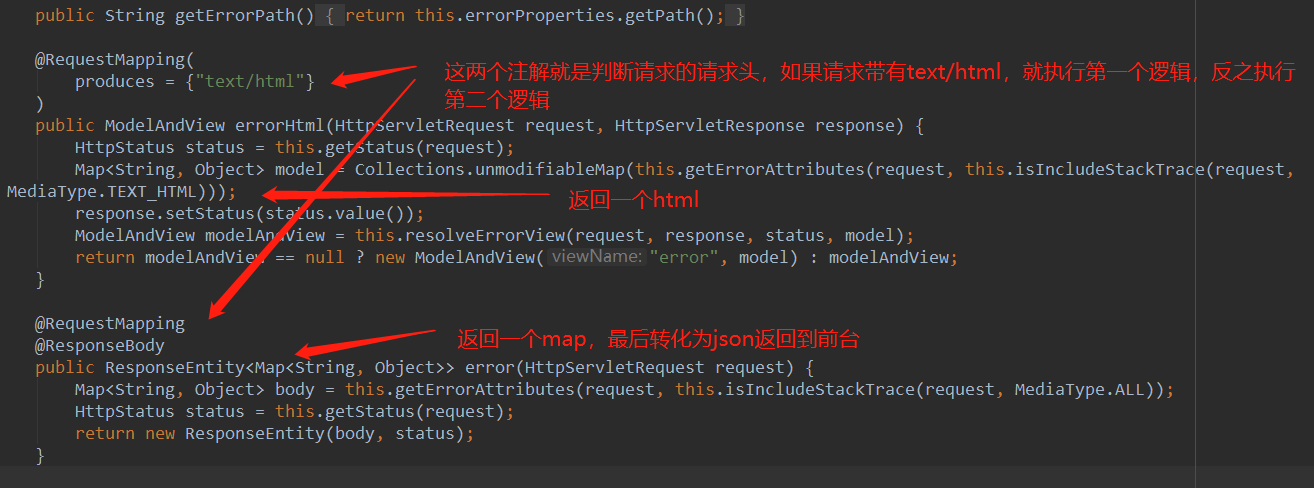 public String getErrorPath() { return this.errorProperties.getPath(); }
@RequestMapping(
produces = {"text/html"}
)
这两个注解就是判断请求的请求头，如果请求带有text/html，就执行第一个逻辑，反之执行
第二个逻辑
public ModelAndView errorHtml(HttpServletRequest request, HttpServletResponse response) {
HttpStatus status = this.getStatus(request);
Map<String, Object> model = Collections.unmodifiableMap(this.getErrorAttributes(request, this.isIncludeStackTrace(request,
MediaType.TEXT_HTML)));
返回一个html
response.setStatus(status.value());
ModelAndView modelAndView = this.resolveErrorView(request, response, status, model);
return modelAndView == null ? new ModelAndView( viewName: "error", model) : modelAndView;
}
@RequestMapping
@ResponseBody
返回一个map，最后转化为json返回到前台
public ResponseEntity<Map<String, Object>> error(HttpServletRequest request) {
Map<String, Object> body = this.getErrorAttributes(request, this.isIncludeStackTrace(request, MediaType.ALL));
HttpStatus status = this.getStatus(request);
return new ResponseEntity(body, status);
}